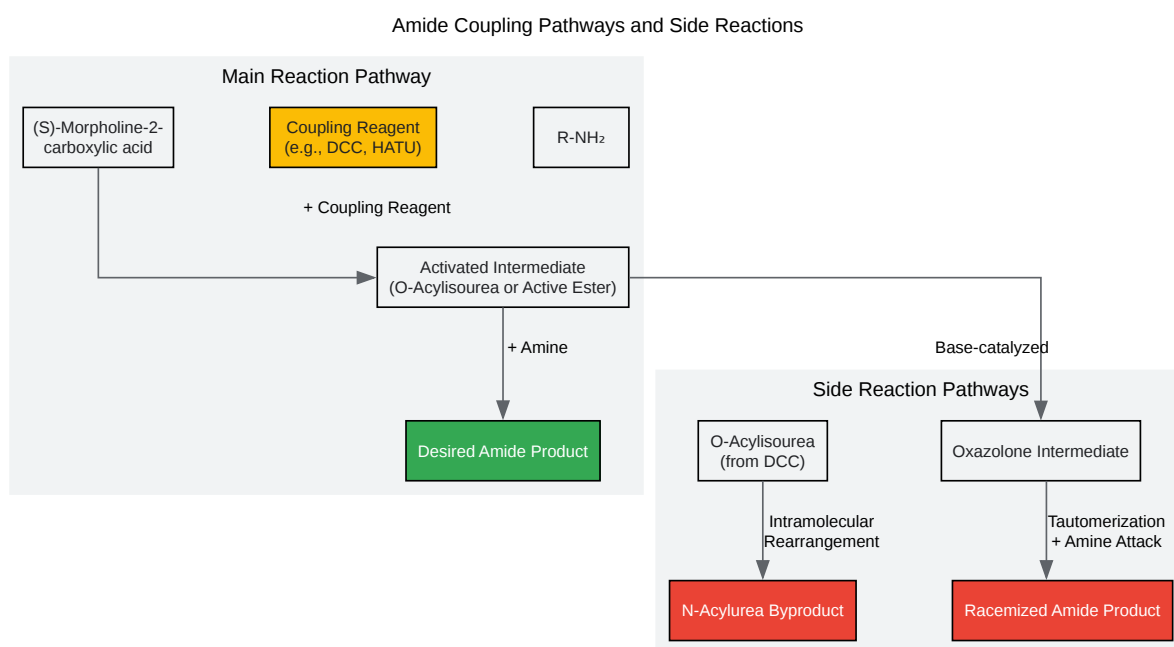 Amide Coupling Pathways and Side Reactions
Main Reaction Pathway
(S)-Morpholine-2-
carboxylic acid
Coupling Reagent
(e.g., DCC, HATU)
R-NH₂
+ Coupling Reagent
Activated Intermediate
(O-Acylisourea or Active Ester)
+ Amine
Desired Amide Product
Base-catalyzed
Side Reaction Pathways
O-Acylisourea
(from DCC)
Oxazolone Intermediate
Intramolecular
Rearrangement
Tautomerization
+ Amine Attack
N-Acylurea Byproduct
Racemized Amide Product